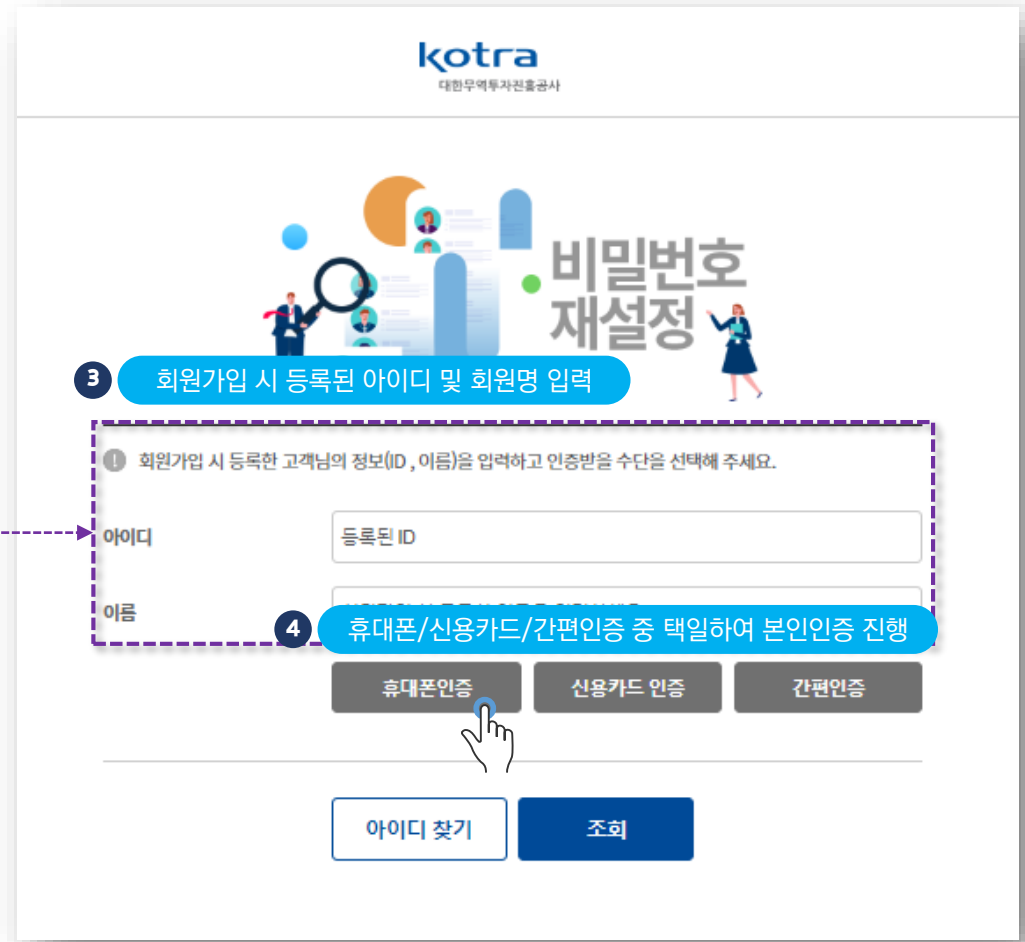 kotra
대한무역투자진흥공사
비밀번호
재설정
3 회원가입 시 등록된 아이디 및 회원명 입력
! 회원가입 시 등록한 고객님의 정보(ID , 이름)을 입력하고 인증받을 수단을 선택해 주세요.
아이디 등록된 ID
이름
4 휴대폰/신용카드/간편인증 중 택일하여 본인인증 진행
휴대폰인증 신용카드 인증 간편인증
아이디 찾기 조회